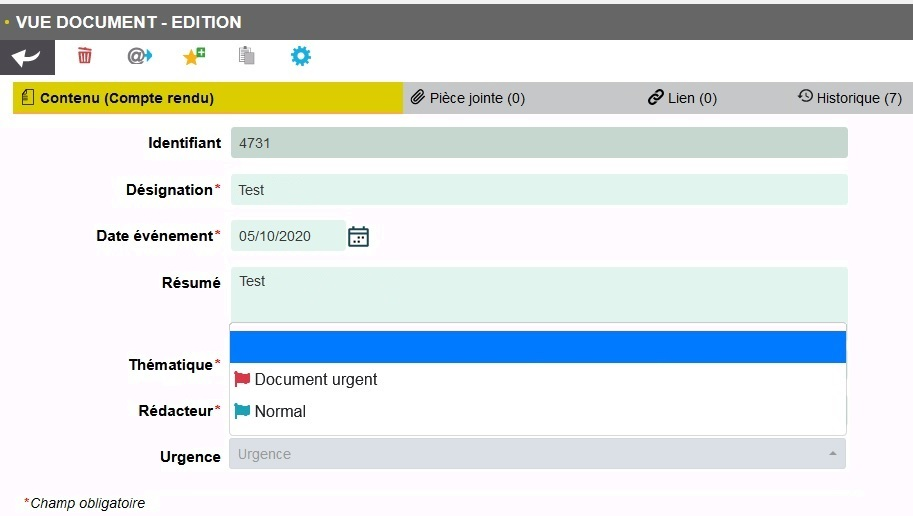 VUE DOCUMENT - EDITION
Contenu (Compte rendu) Pièce jointe (0) Lien (0) Historique (7)
Identifiant 4731
Désignation* Test
Date événement* 05/10/2020
Résumé Test
Thématique*
Document urgent
Rédacteur* Normal
Urgence Urgence
*Champ obligatoire